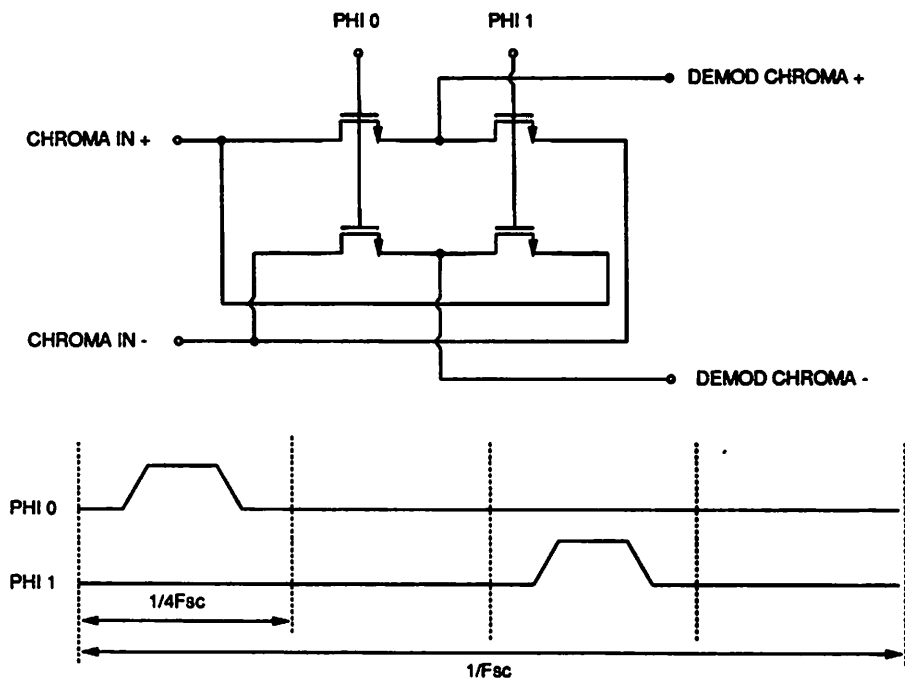 PHI 0
PHI 1
DEMOD CHROMA +
CHROMA IN +
CHROMA IN -
DEMOD CHROMA -
PHI 0
PHI 1
1/4Fsc
1/Fsc